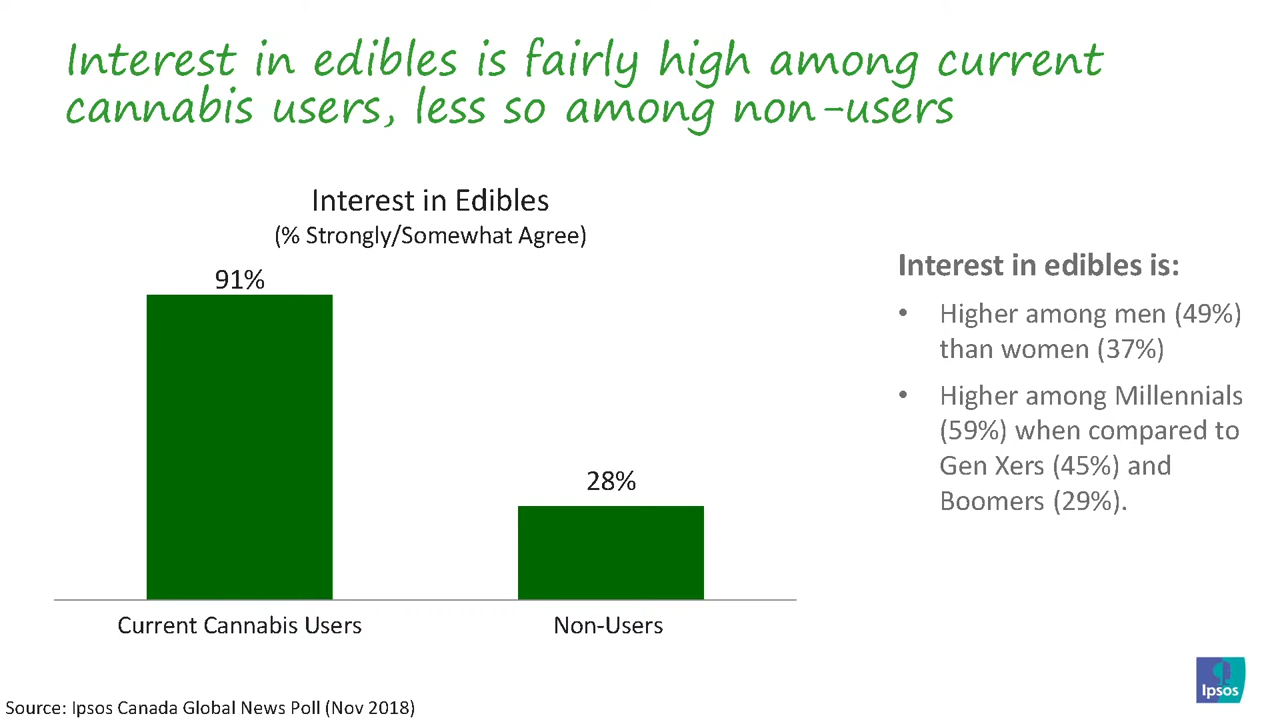 Interest in edibles is fairly high among current
cannabis users, less so among non-users
Interest in Edibles
(% Strongly/Somewhat Agree)
91%
28%
Current Cannabis Users
Non-Users
Interest in edibles is:
• Higher among men (49%)
than women (37%)
• Higher among Millennials
(59%) when compared to
Gen Xers (45%) and
Boomers (29%).
Ipsos
Source: Ipsos Canada Global News Poll (Nov 2018)